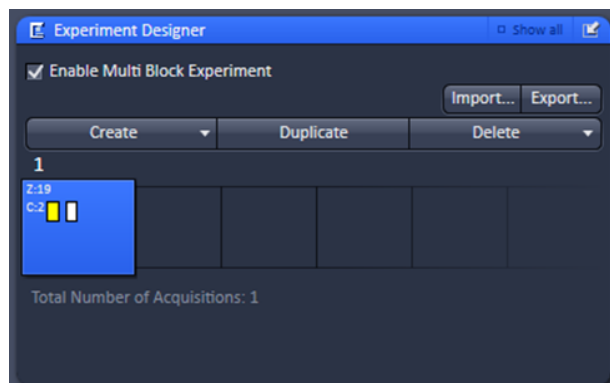 Experiment Designer
Show all
Enable Multi Block Experiment
Import... Export...
Create Duplicate Delete
1
Z:19
C:2
Total Number of Acquisitions: 1